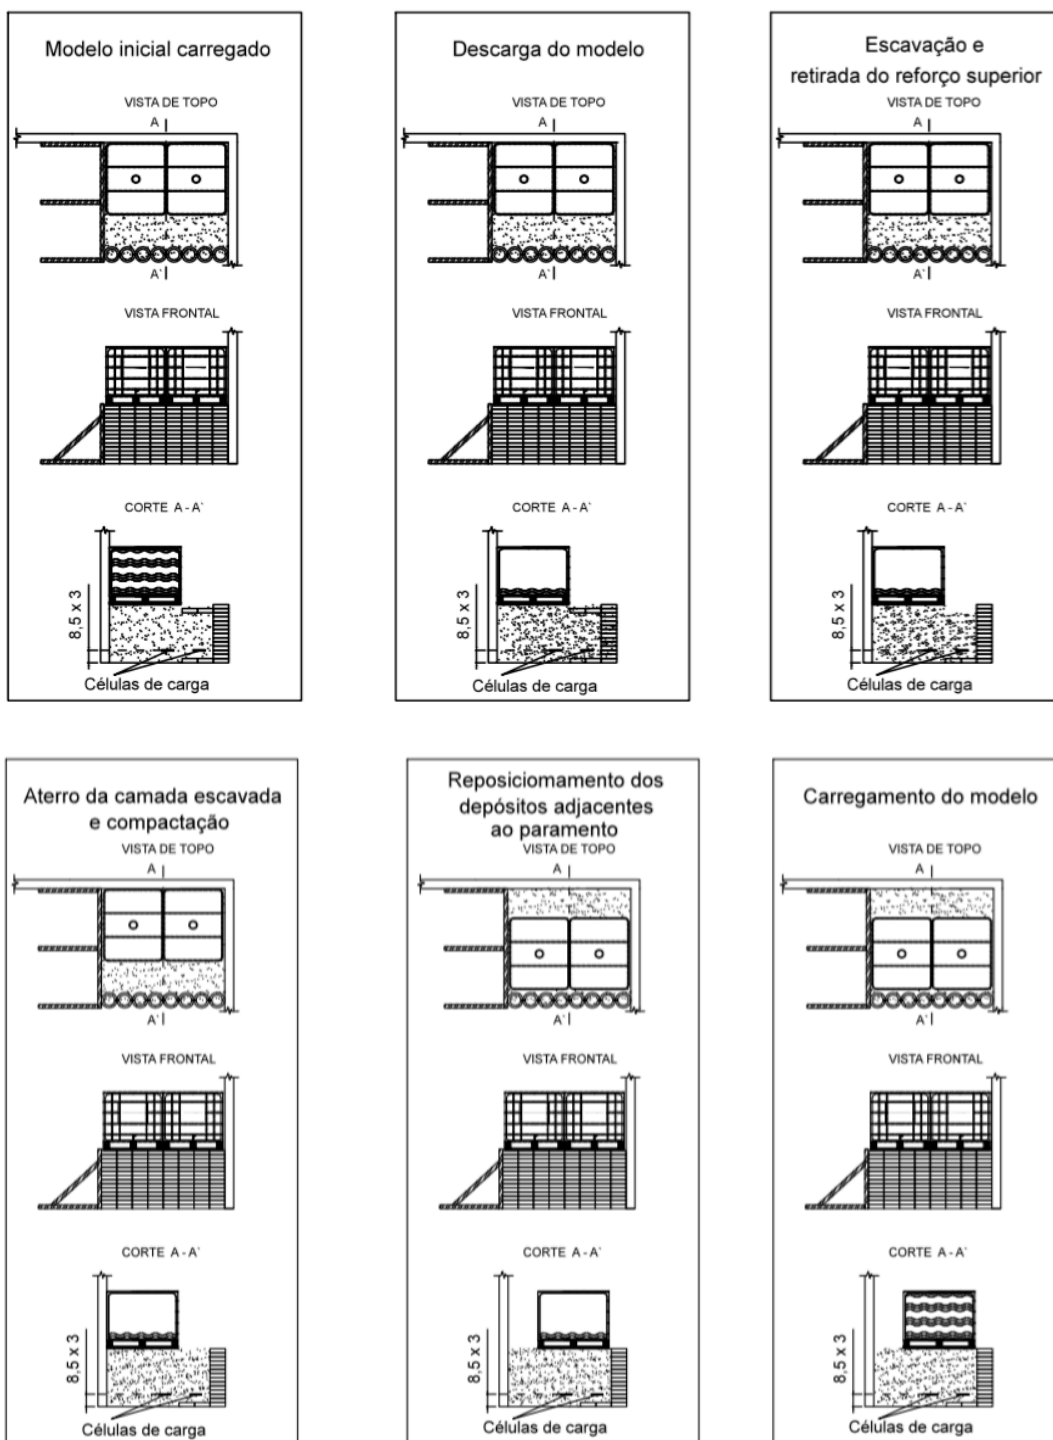 Modelo inicial carregado
VISTA DE TOPO
A
A`
VISTA FRONTAL
CORTE A - A`
8,5 x 3
Células de carga
Descarga do modelo
VISTA DE TOPO
A
A`
VISTA FRONTAL
CORTE A - A`
8,5 x 3
Células de carga
Escavação e
retirada do reforço superior
VISTA DE TOPO
A
A`
VISTA FRONTAL
CORTE A - A`
8,5 x 3
Células de carga
Aterro da camada escavada
e compactação
VISTA DE TOPO
A
A`
VISTA FRONTAL
CORTE A - A`
8,5 x 3
Células de carga
Reposiciomamento dos
depósitos adjacentes
ao paramento
VISTA DE TOPO
A
A`
VISTA FRONTAL
CORTE A - A`
8,5 x 3
Células de carga
Carregamento do modelo
VISTA DE TOPO
A
A`
VISTA FRONTAL
CORTE A - A`
8,5 x 3
Células de carga